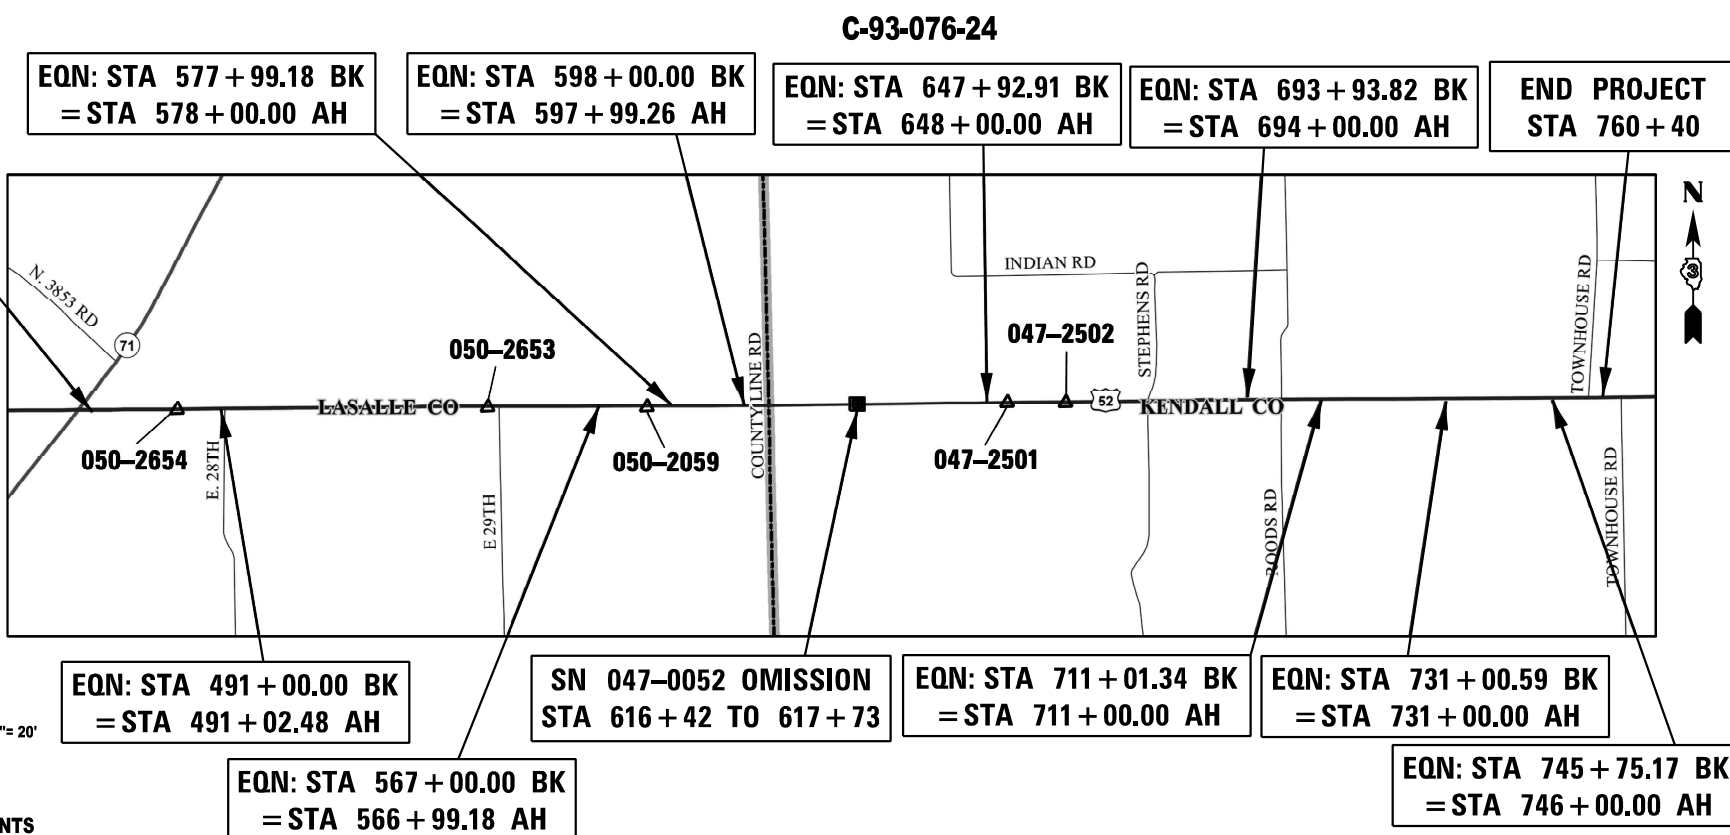 C-93-076-24
EQN: STA 577+99.18 BK
= STA 578+00.00 AH
EQN: STA 598+00.00 BK
= STA 597+99.26 AH
EQN: STA 647+92.91 BK
= STA 648+00.00 AH
EQN: STA 693+93.82 BK
= STA 694+00.00 AH
END PROJECT
STA 760+40
N
3
N. 3853 RD
71
INDIAN RD
STEPHENS RD
TOWNHOUSE RD
COUNTY LINE RD
050-2653
047-2502
LASALLE CO
52
KENDALL CO
050-2654
E. 28TH
050-2059
047-2501
E 29TH
ROODS RD
TOWNHOUSE RD
EQN: STA 491+00.00 BK
= STA 491+02.48 AH
SN 047-0052 OMISSION
STA 616+42 TO 617+73
EQN: STA 711+01.34 BK
= STA 711+00.00 AH
EQN: STA 731+00.59 BK
= STA 731+00.00 AH
"= 20'
EQN: STA 567+00.00 BK
= STA 566+99.18 AH
EQN: STA 745+75.17 BK
= STA 746+00.00 AH
NTS